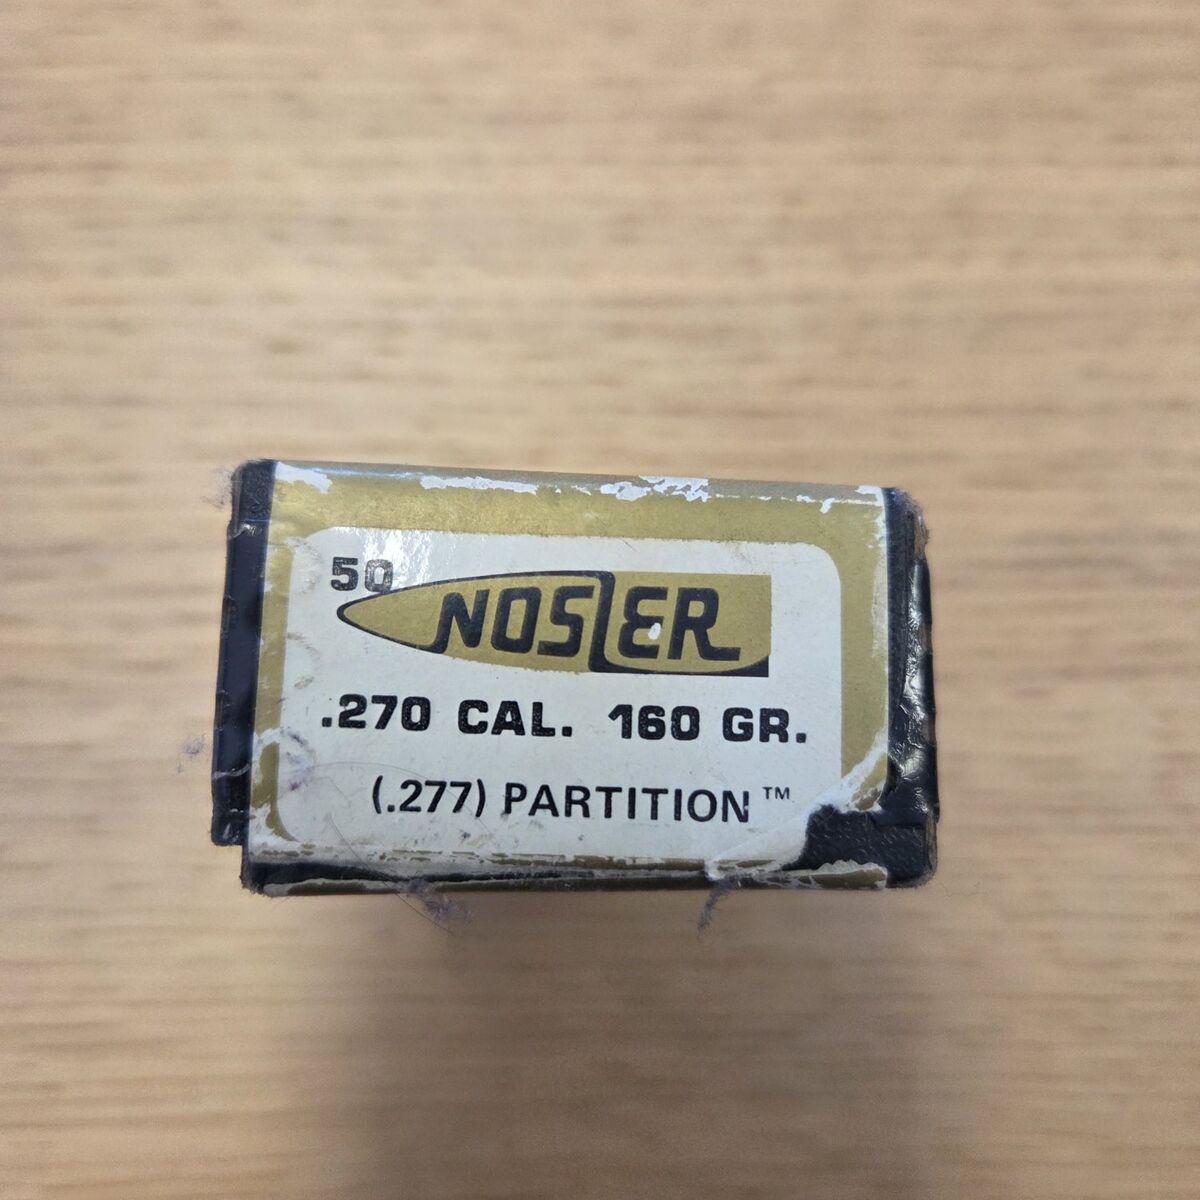 50
NOSLER
.270 CAL. 160 GR.
(.277) PARTITION™